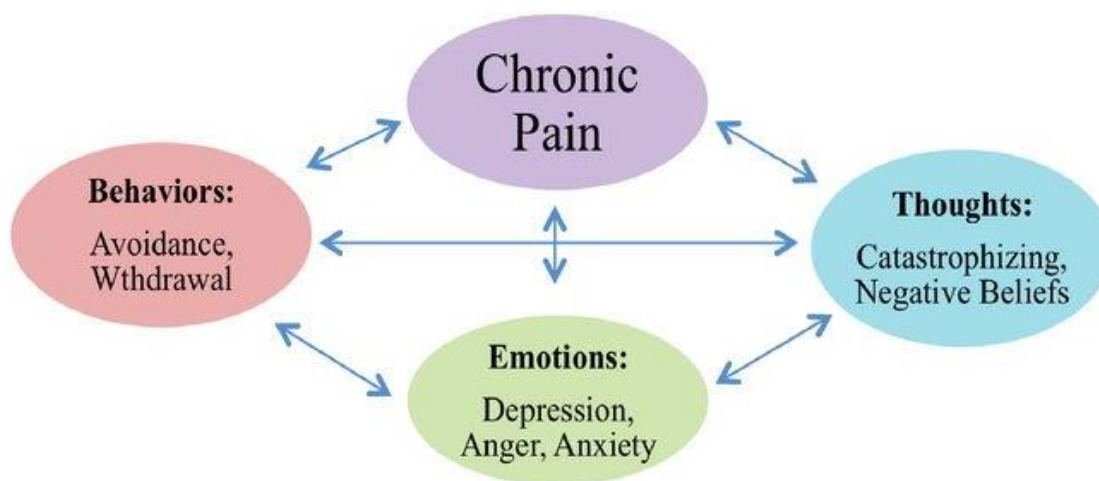 Chronic
Pain
Behaviors:
Avoidance,
Wthdrawal
Thoughts:
Catastrophizing,
Negative Beliefs
Emotions:
Depression,
Anger, Anxiety